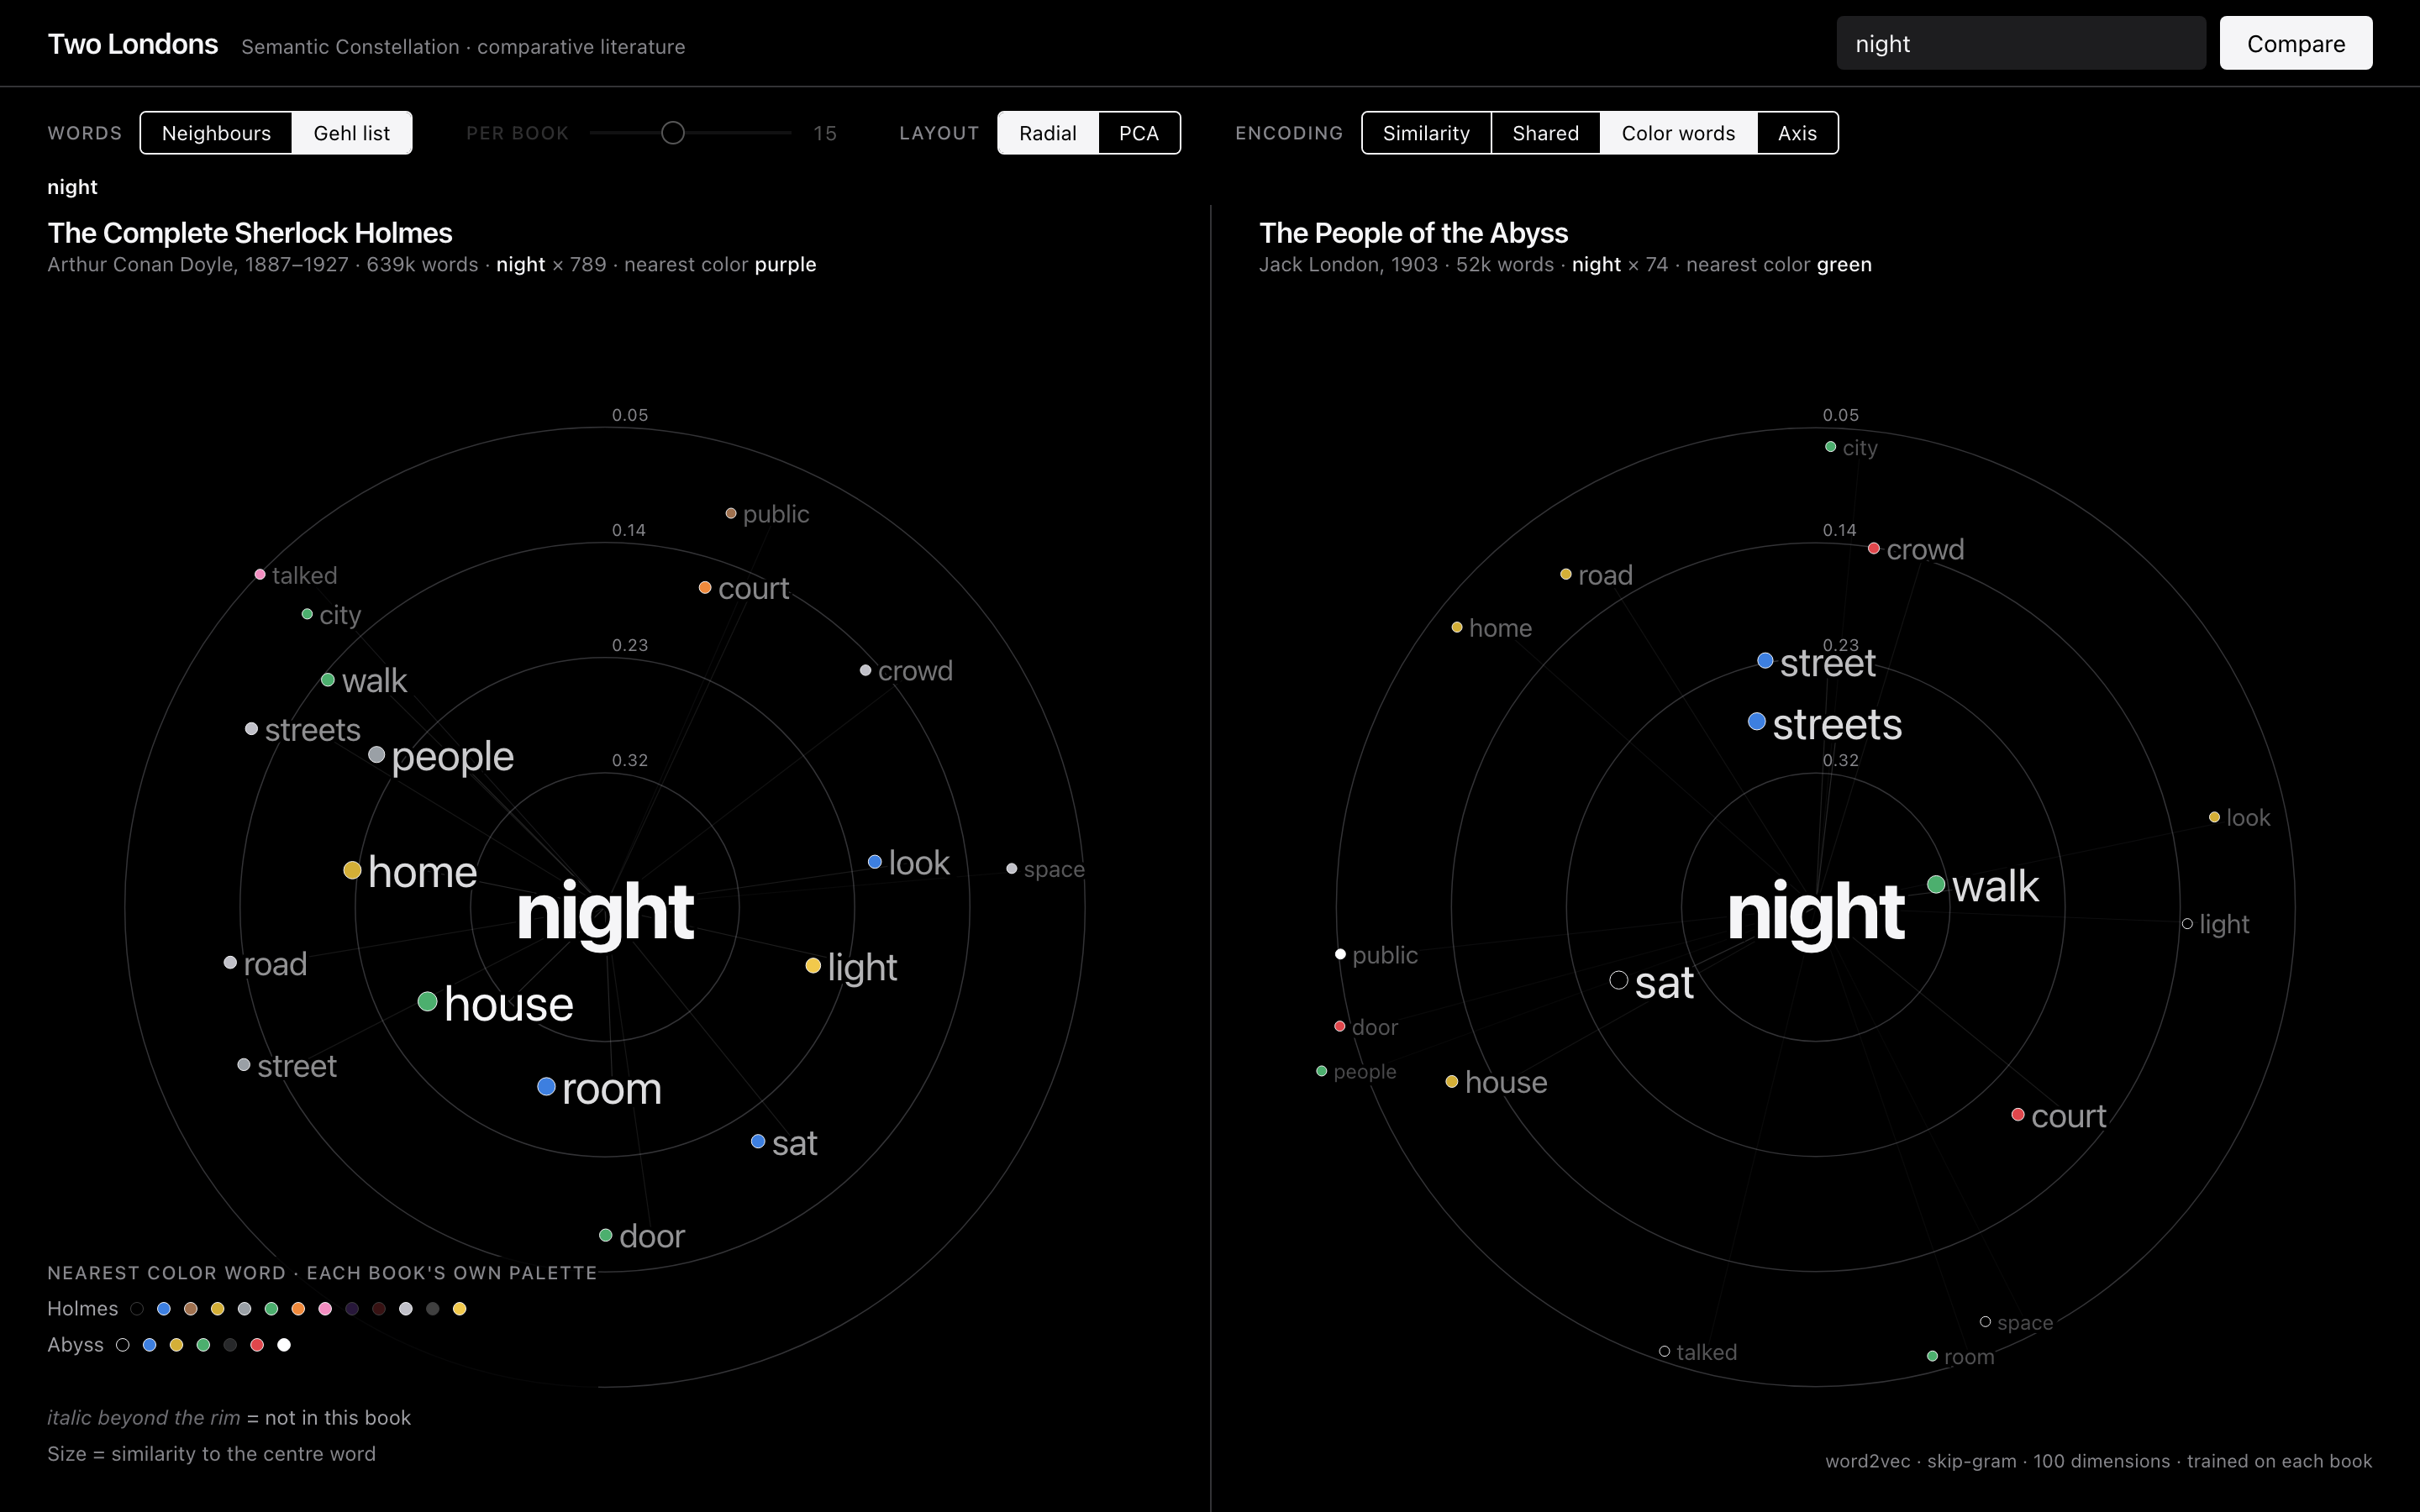 Two Londons Semantic Constellation · comparative literature
night Compare
WORDS Neighbours Gehl list PER BOOK 15 LAYOUT Radial PCA ENCODING Similarity Shared Color words Axis
night
The Complete Sherlock Holmes
Arthur Conan Doyle, 1887–1927 · 639k words · night × 789 · nearest color purple
0.05
public
0.14
talked
court
city
0.23
crowd
walk
streets
people
0.32
look
space
home
night
road
light
house
street
room
sat
door
NEAREST COLOR WORD · EACH BOOK'S OWN PALETTE
Holmes
Abyss
italic beyond the rim = not in this book
Size = similarity to the centre word
The People of the Abyss
Jack London, 1903 · 52k words · night × 74 · nearest color green
0.05
city
0.14
crowd
road
home
0.23
street
streets
0.32
look
walk
night
light
public
sat
door
people
house
court
space
talked
room
word2vec · skip-gram · 100 dimensions · trained on each book